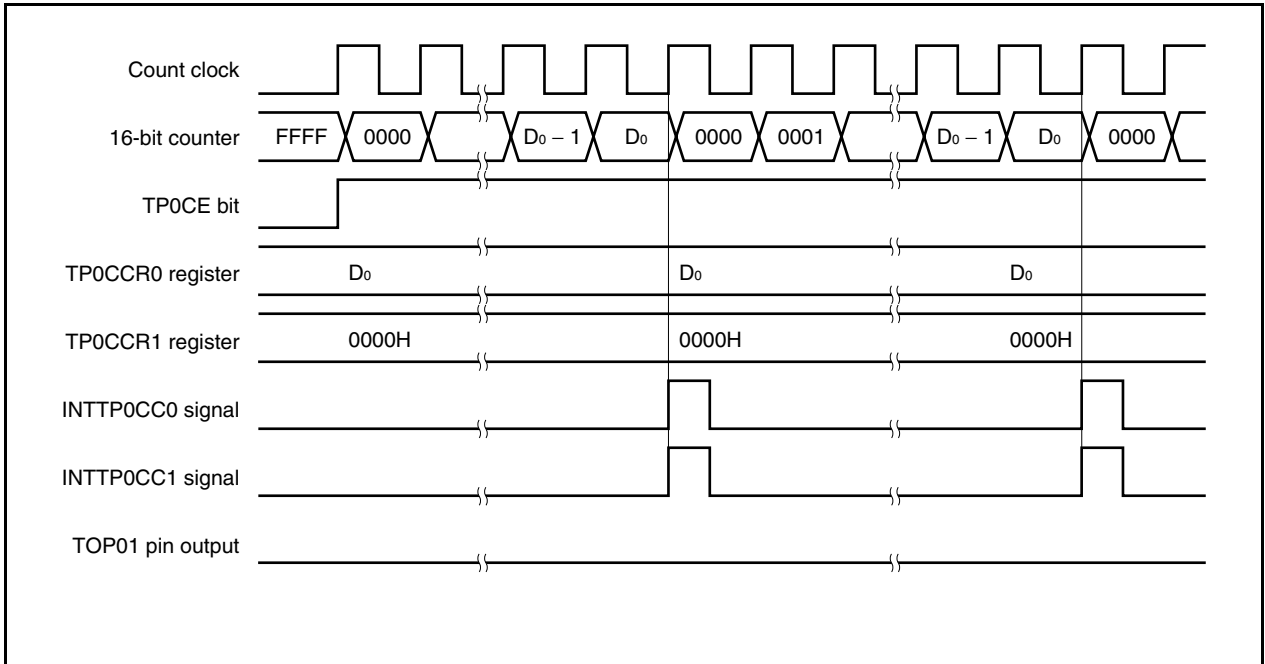 Count clock
16-bit counter FFFF 0000 D₀ − 1 D₀ 0000 0001 D₀ − 1 D₀ 0000
TP0CE bit
TP0CCR0 register D₀ D₀ D₀
TP0CCR1 register 0000H 0000H 0000H
INTTP0CC0 signal
INTTP0CC1 signal
TOP01 pin output